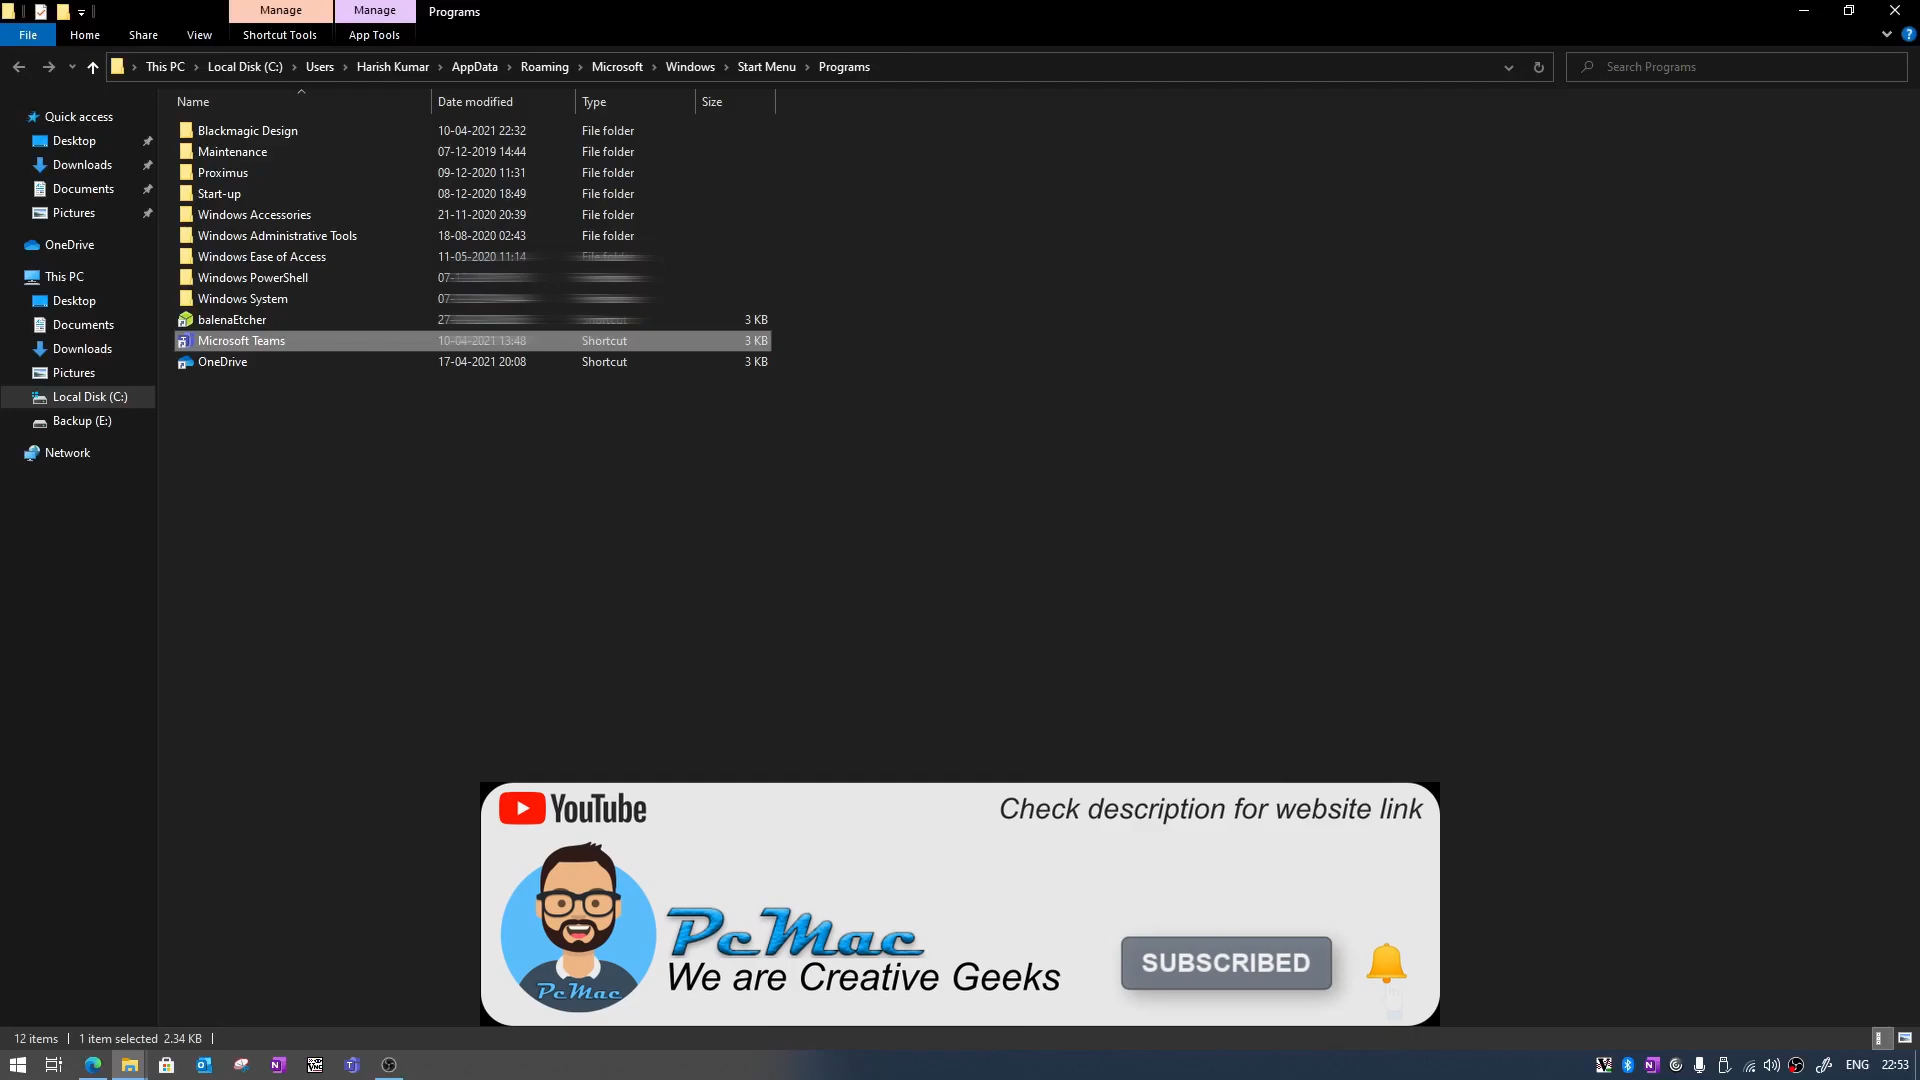 Manage
Manage
Programs
File
Home
Share
View
Shortcut Tools
App Tools
This PC
Local Disk (C:)
Users
Harish Kumar
AppData
Roaming
Microsoft
Windows
Start Menu
Programs
Search Programs
Name
Date modified
Type
Size
Quick access
Desktop
Downloads
Documents
Pictures
OneDrive
This PC
Desktop
Documents
Downloads
Pictures
Local Disk (C:)
Backup (E:)
Network
Blackmagic Design 10-04-2021 22:32 File folder
Maintenance 07-12-2019 14:44 File folder
Proximus 09-12-2020 11:31 File folder
Start-up 08-12-2020 18:49 File folder
Windows Accessories 21-11-2020 20:39 File folder
Windows Administrative Tools 18-08-2020 02:43 File folder
Windows Ease of Access 11-05-2020 11:14 File folder
Windows PowerShell 07-
Windows System 07-
balenaEtcher 27 Shortcut 3 KB
Microsoft Teams 10-04-2021 13:48 Shortcut 3 KB
OneDrive 17-04-2021 20:08 Shortcut 3 KB
YouTube
Check description for website link
PcMac
PcMac
We are Creative Geeks
SUBSCRIBED
12 items
1 item selected 2.34 KB
ENG
22:53